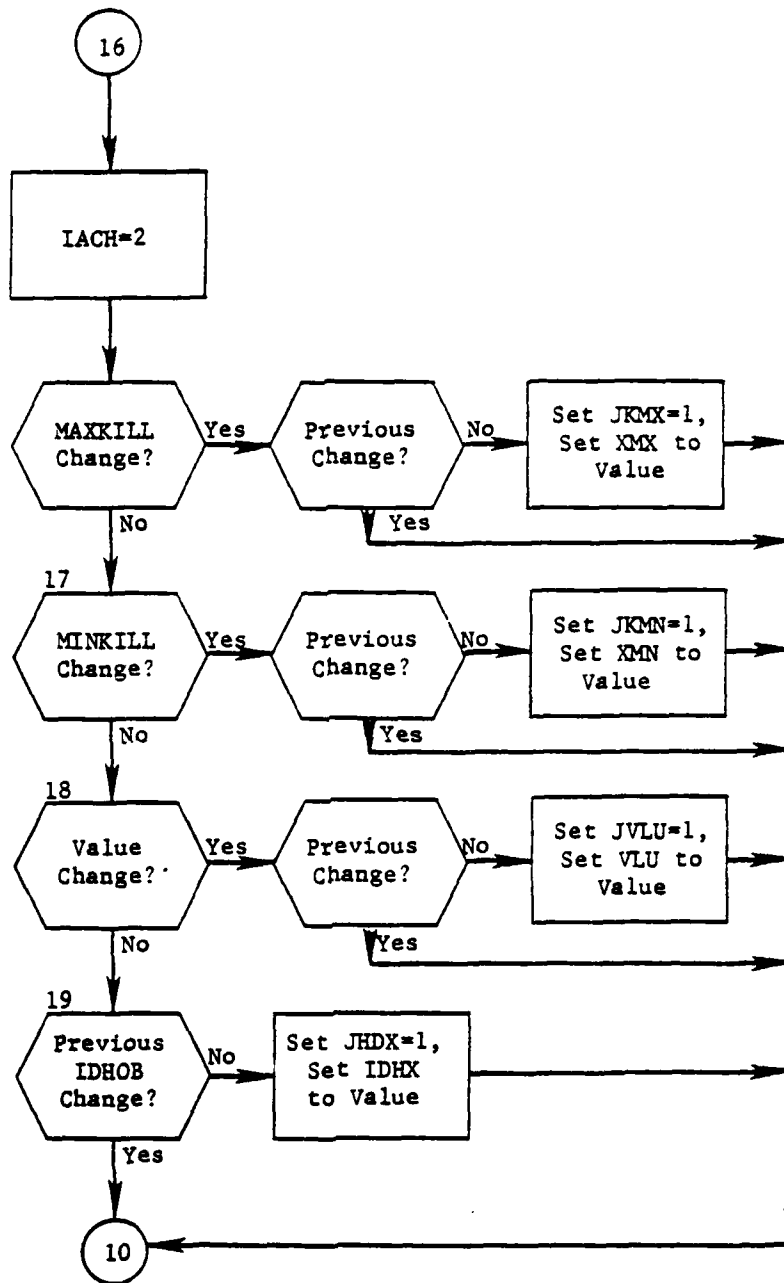 16
IACH=2
MAXKILL
Change?
Yes
Previous
Change?
No
Set JKMX=1,
Set XMX to
Value
Yes
No
17
MINKILL
Change?
Yes
Previous
Change?
No
Set JKMN=1,
Set XMN to
Value
Yes
No
18
Value
Change?
Yes
Previous
Change?
No
Set JVLU=1,
Set VLU to
Value
Yes
No
19
Previous
IDHOB
Change?
No
Set JHDX=1,
Set IDHX
to Value
Yes
10